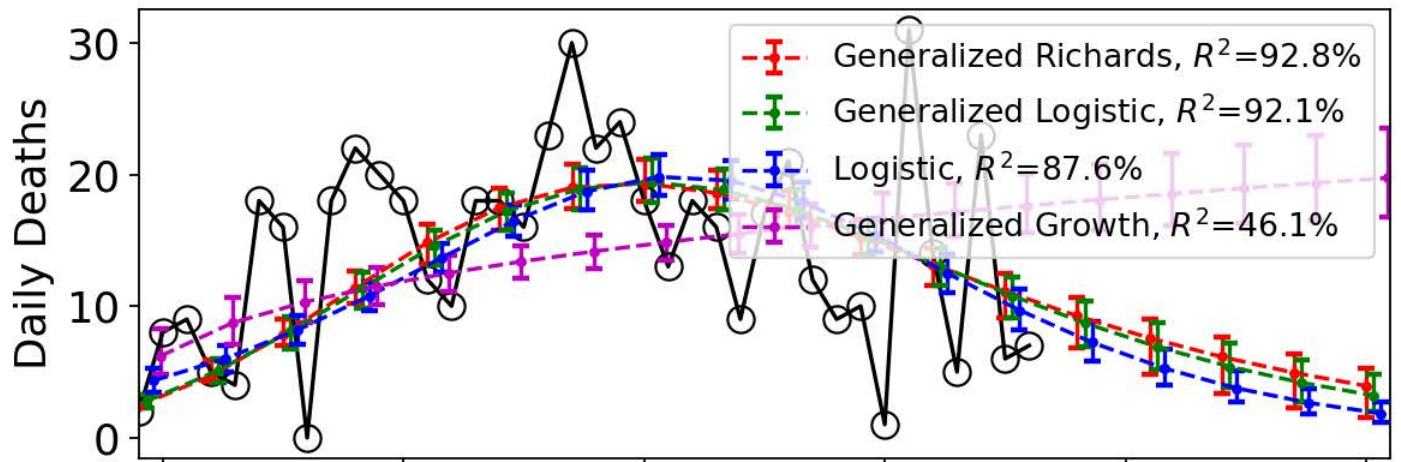 30
20
10
0
Daily Deaths
Generalized Richards, R²=92.8%
Generalized Logistic, R²=92.1%
Logistic, R²=87.6%
Generalized Growth, R²=46.1%